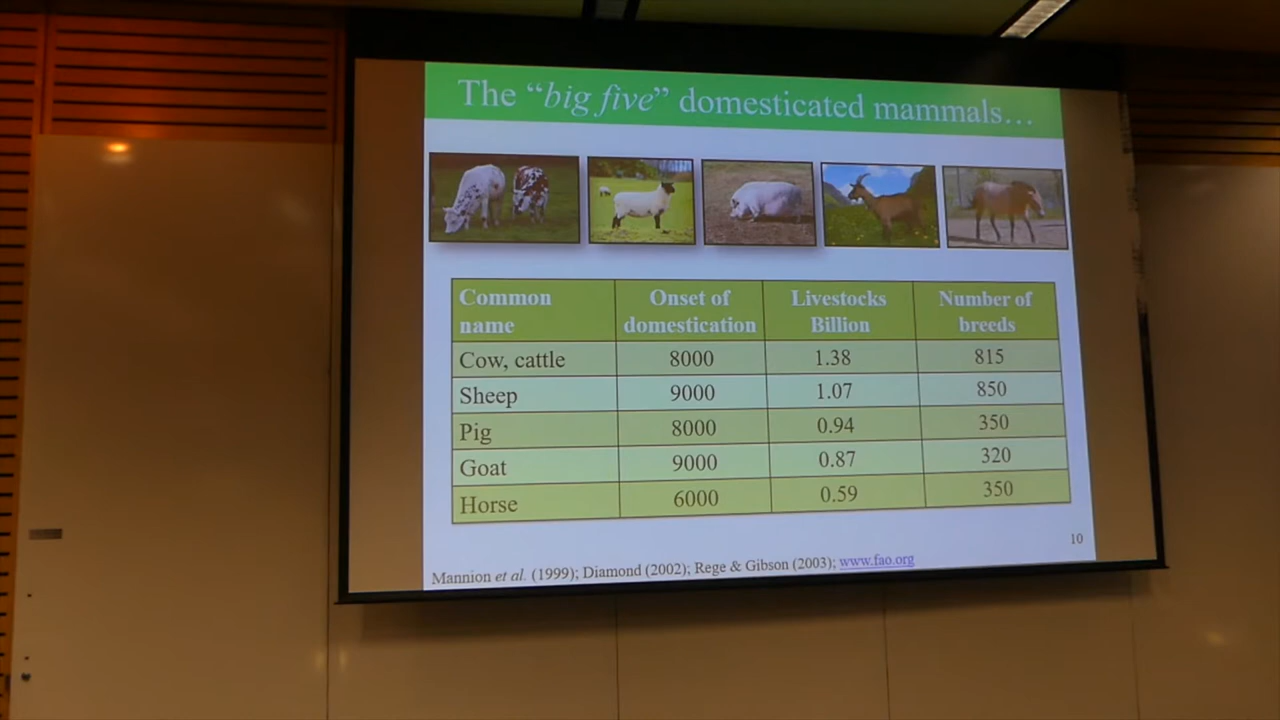 The “big five” domesticated mammals…
Common name Onset of domestication Livestocks Billion Number of breeds
Cow, cattle 8000 1.38 815
Sheep 9000 1.07 850
Pig 8000 0.94 350
Goat 9000 0.87 320
Horse 6000 0.59 350
10
Mannion et al. (1999); Diamond (2002); Rege & Gibson (2003); www.fao.org